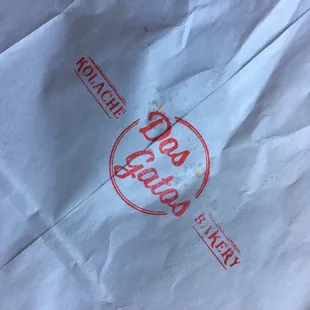 KOLACHE
Dos
Gatos
BAKERY